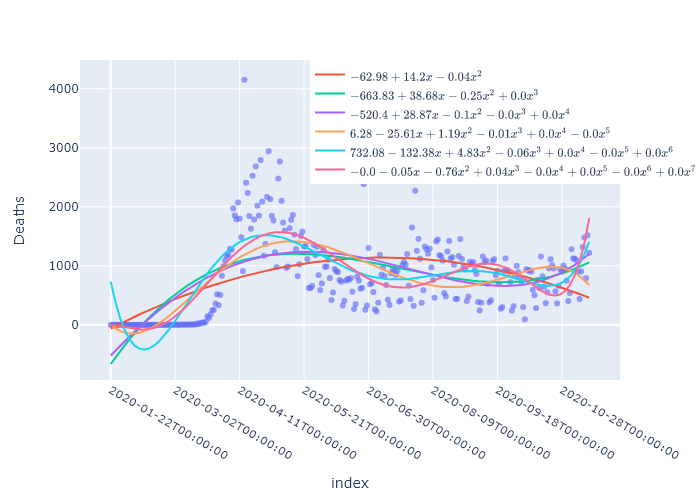 −62.98 + 14.2x − 0.04x²
−663.83 + 38.68x − 0.25x² + 0.0x³
−520.4 + 28.87x − 0.1x² − 0.0x³ + 0.0x⁴
6.28 − 25.61x + 1.19x² − 0.01x³ + 0.0x⁴ − 0.0x⁵
732.08 − 132.38x + 4.83x² − 0.06x³ + 0.0x⁴ − 0.0x⁵ + 0.0x⁶
−0.0 − 0.05x − 0.76x² + 0.04x³ − 0.0x⁴ + 0.0x⁵ − 0.0x⁶ + 0.0x⁷
4000
3000
2000
1000
0
Deaths
2020-01-22T00:00:00
2020-03-02T00:00:00
2020-04-11T00:00:00
2020-05-21T00:00:00
2020-06-30T00:00:00
2020-08-09T00:00:00
2020-09-18T00:00:00
2020-10-28T00:00:00
index